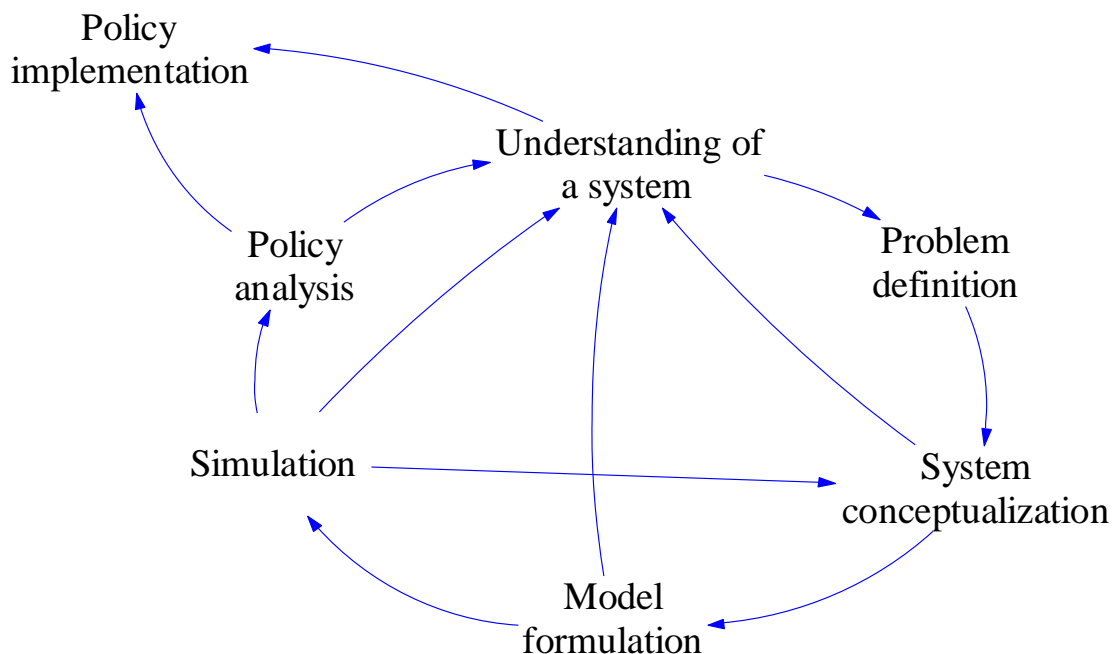 Policy
implementation
Understanding of
a system
Policy
analysis
Problem
definition
Simulation
System
conceptualization
Model
formulation